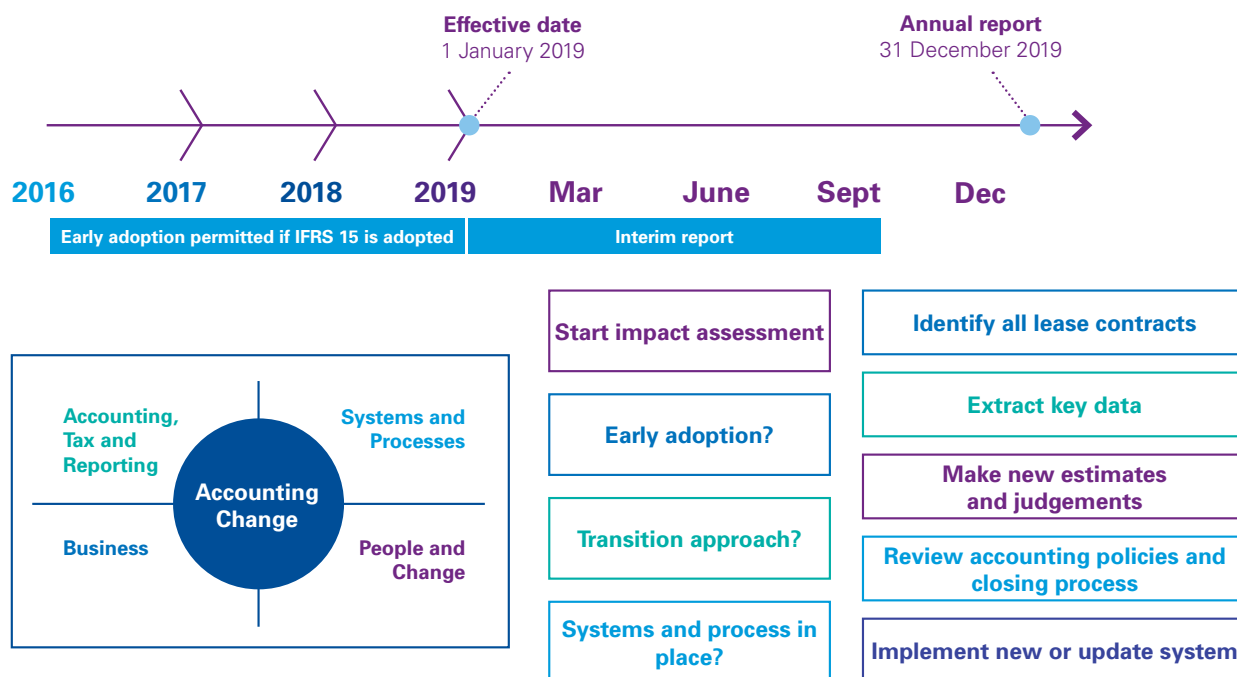 Effective date
1 January 2019
Annual report
31 December 2019
2016
2017
2018
2019
Mar
June
Sept
Dec
Early adoption permitted if IFRS 15 is adopted
Interim report
Accounting,
Tax and
Reporting
Systems and
Processes
Accounting
Change
Business
People and
Change
Start impact assessment
Early adoption?
Transition approach?
Systems and process in
place?
Identify all lease contracts
Extract key data
Make new estimates
and judgements
Review accounting policies and
closing process
Implement new or update system